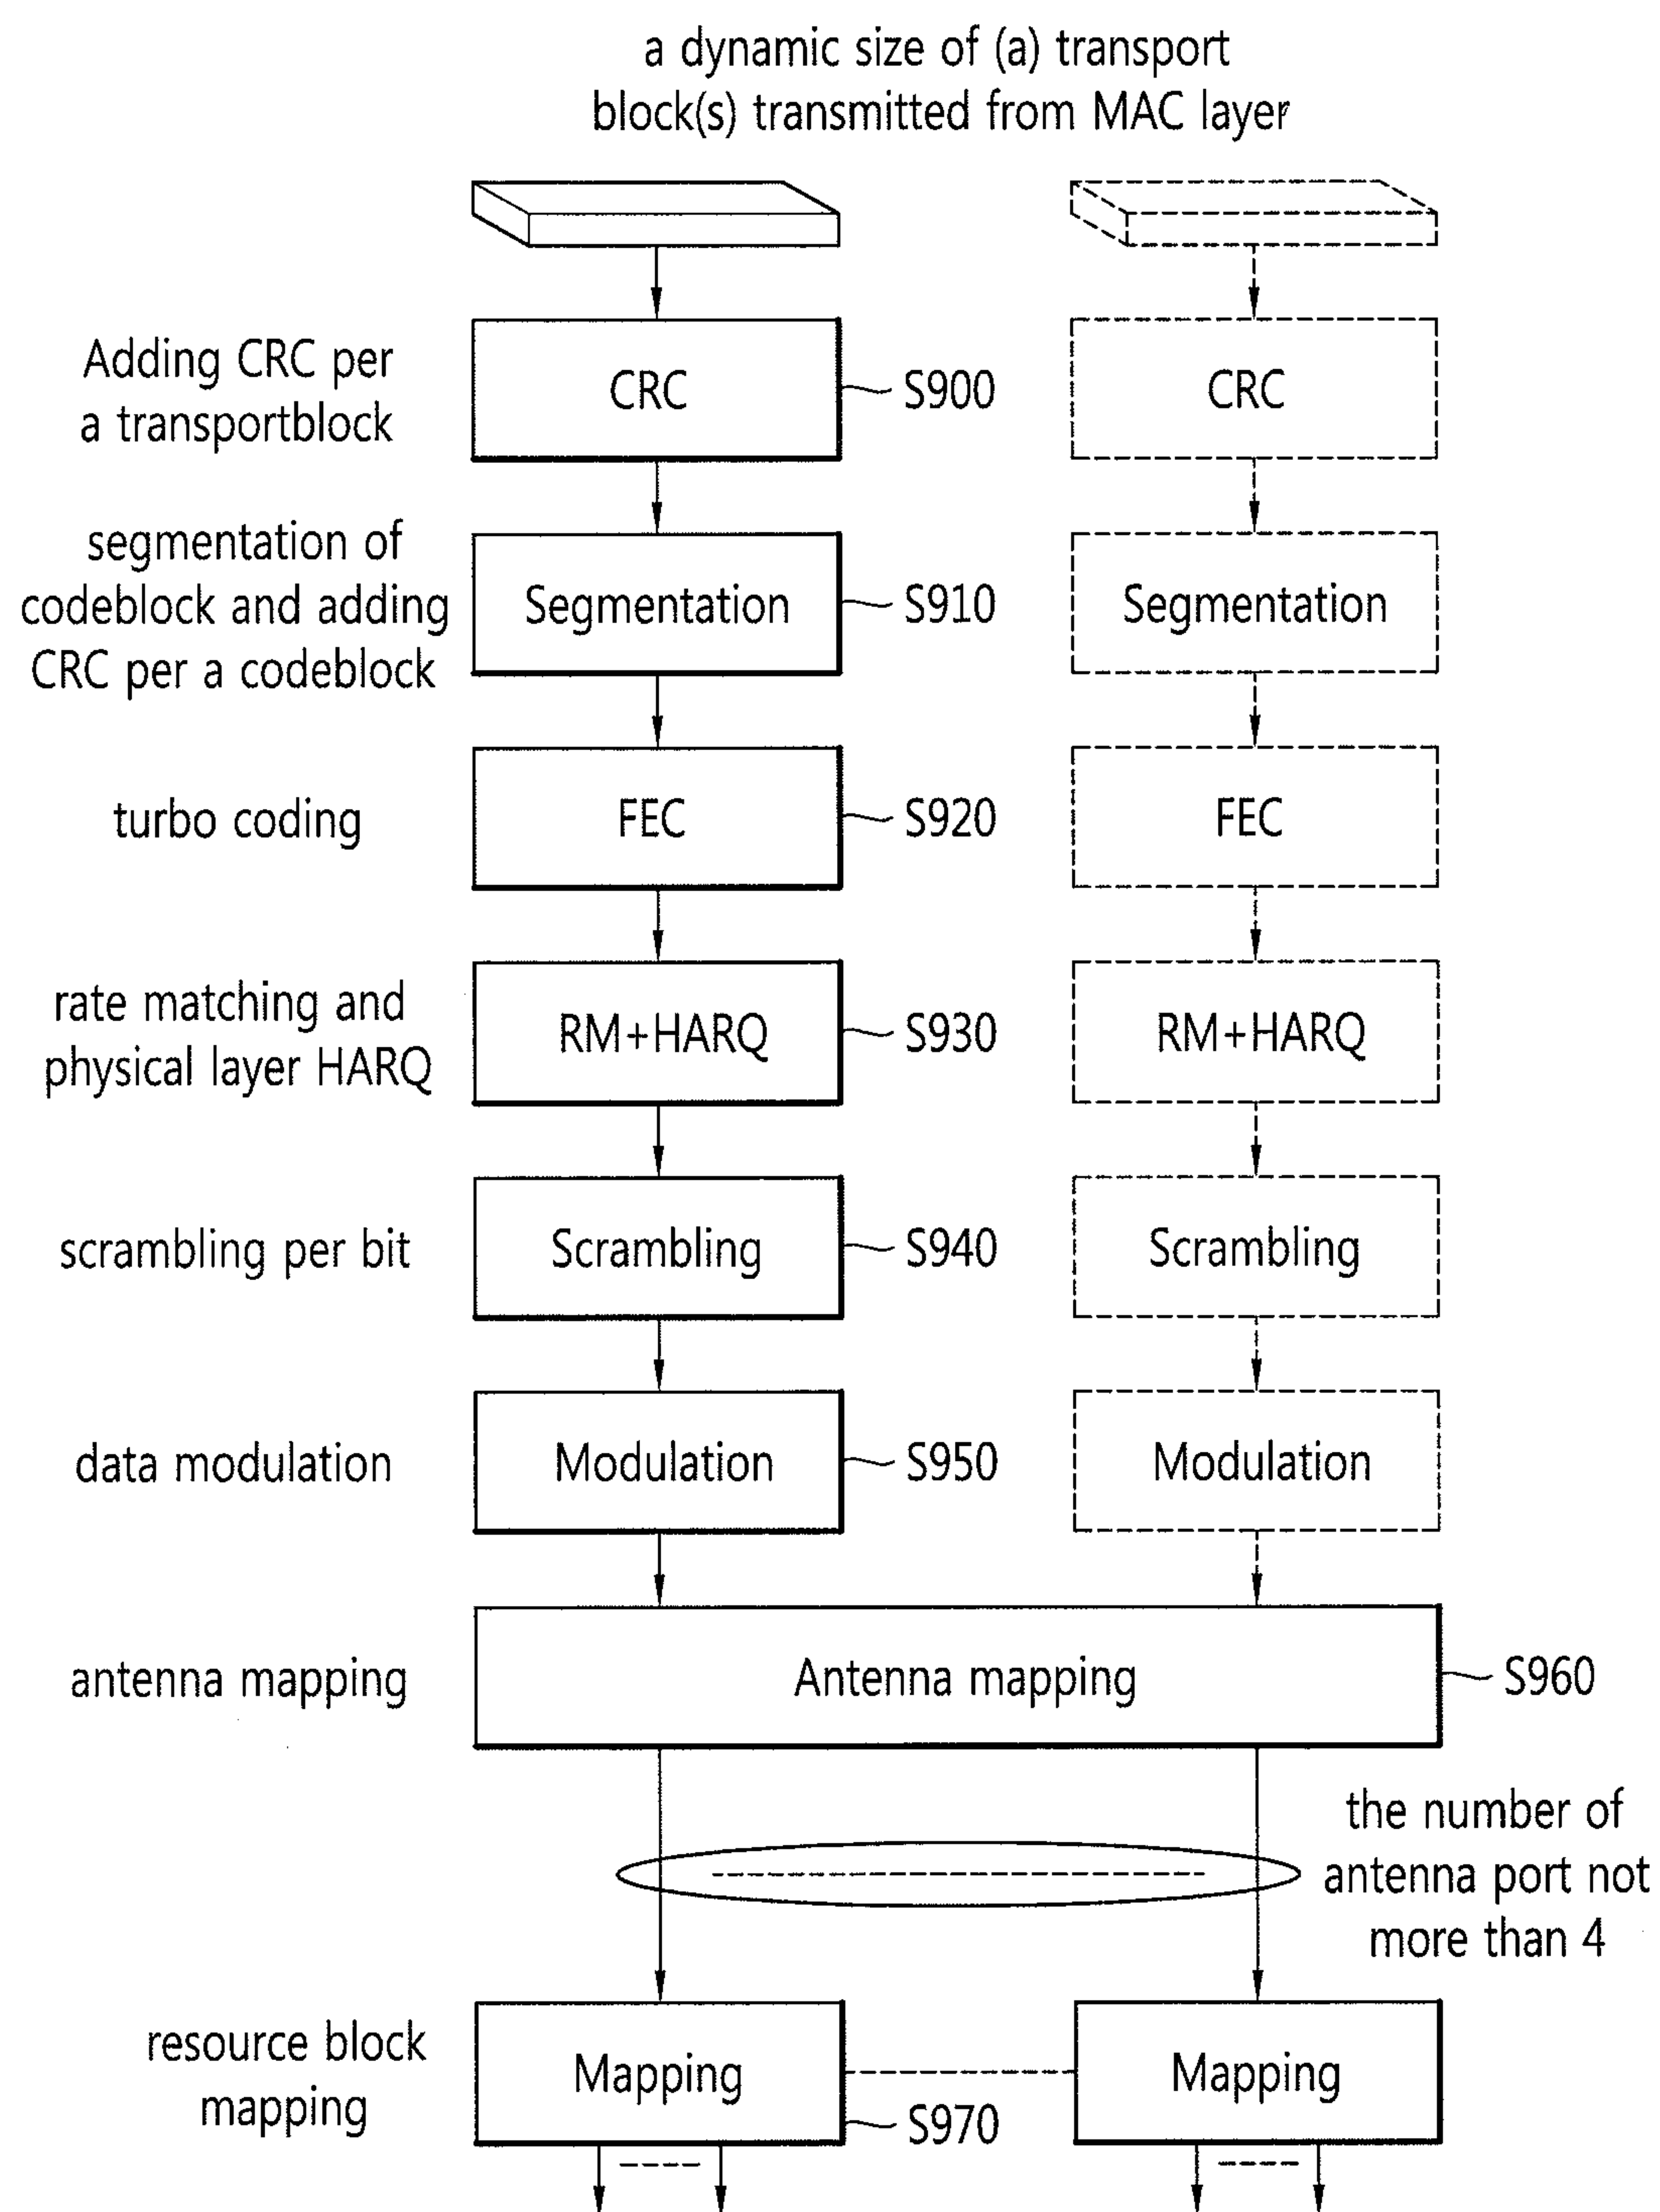 a dynamic size of (a) transport
block(s) transmitted from MAC layer
Adding CRC per
a transportblock
CRC
S900
CRC
segmentation of
codeblock and adding
CRC per a codeblock
Segmentation
S910
Segmentation
turbo coding
FEC
S920
FEC
rate matching and
physical layer HARQ
RM+HARQ
S930
RM+HARQ
scrambling per bit
Scrambling
S940
Scrambling
data modulation
Modulation
S950
Modulation
antenna mapping
Antenna mapping
S960
the number of
antenna port not
more than 4
resource block
mapping
Mapping
S970
Mapping